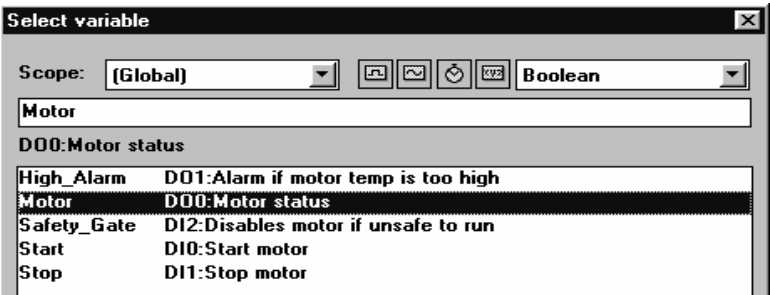 Select variable
Scope: (Global) xyz Boolean
Motor
DO0:Motor status
High_Alarm DO1:Alarm if motor temp is too high
Motor DO0:Motor status
Safety_Gate DI2:Disables motor if unsafe to run
Start DI0:Start motor
Stop DI1:Stop motor